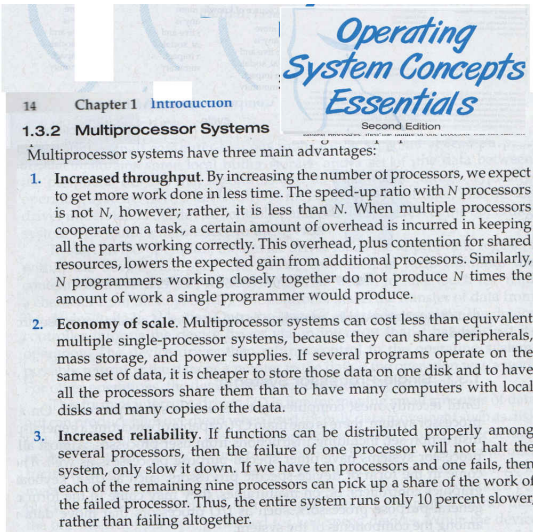 Operating
System Concepts
Essentials
Second Edition
14 Chapter 1 Introduction
1.3.2 Multiprocessor Systems
Multiprocessor systems have three main advantages:
1. Increased throughput. By increasing the number of processors, we expect
to get more work done in less time. The speed-up ratio with N processors
is not N, however; rather, it is less than N. When multiple processors
cooperate on a task, a certain amount of overhead is incurred in keeping
all the parts working correctly. This overhead, plus contention for shared
resources, lowers the expected gain from additional processors. Similarly,
N programmers working closely together do not produce N times the
amount of work a single programmer would produce.
2. Economy of scale. Multiprocessor systems can cost less than equivalent
multiple single-processor systems, because they can share peripherals,
mass storage, and power supplies. If several programs operate on the
same set of data, it is cheaper to store those data on one disk and to have
all the processors share them than to have many computers with local
disks and many copies of the data.
3. Increased reliability. If functions can be distributed properly among
several processors, then the failure of one processor will not halt the
system, only slow it down. If we have ten processors and one fails, then
each of the remaining nine processors can pick up a share of the work of
the failed processor. Thus, the entire system runs only 10 percent slower,
rather than failing altogether.